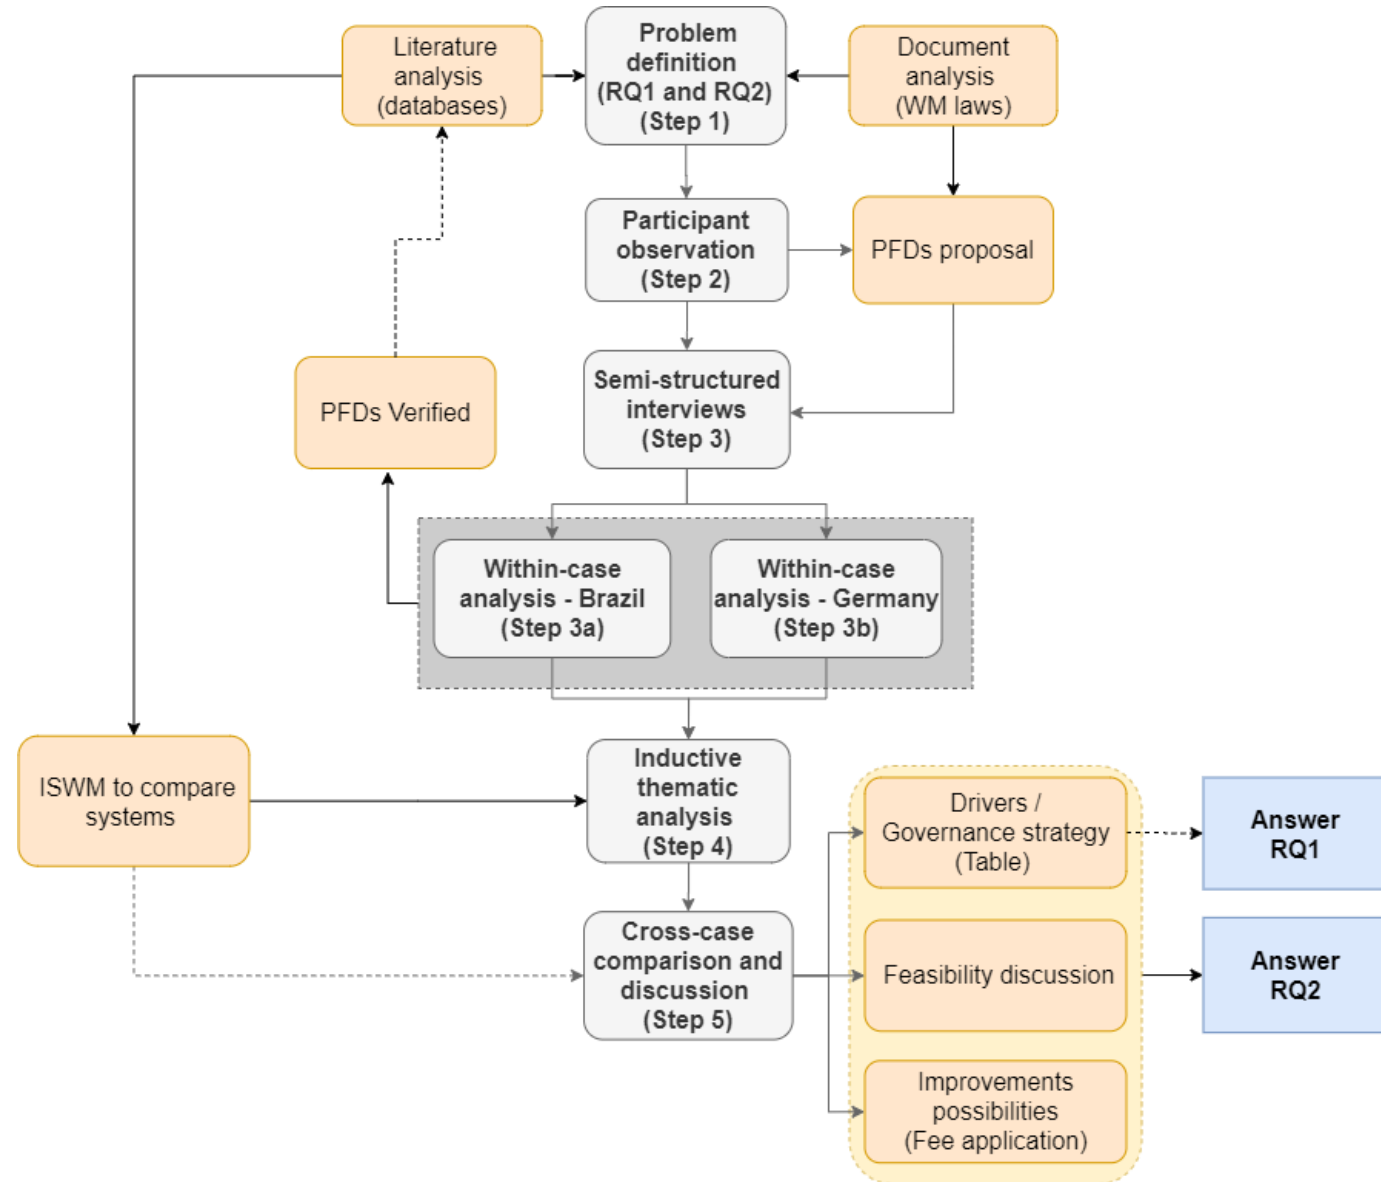 Literature
analysis
(databases)
Problem
definition
(RQ1 and RQ2)
(Step 1)
Document
analysis
(WM laws)
Participant
observation
(Step 2)
PFDs proposal
Semi-structured
interviews
(Step 3)
PFDs Verified
Within-case
analysis - Brazil
(Step 3a)
Within-case
analysis - Germany
(Step 3b)
ISWM to compare
systems
Inductive
thematic
analysis
(Step 4)
Drivers /
Governance strategy
(Table)
Answer
RQ1
Cross-case
comparison and
discussion
(Step 5)
Feasibility discussion
Answer
RQ2
Improvements
possibilities
(Fee application)